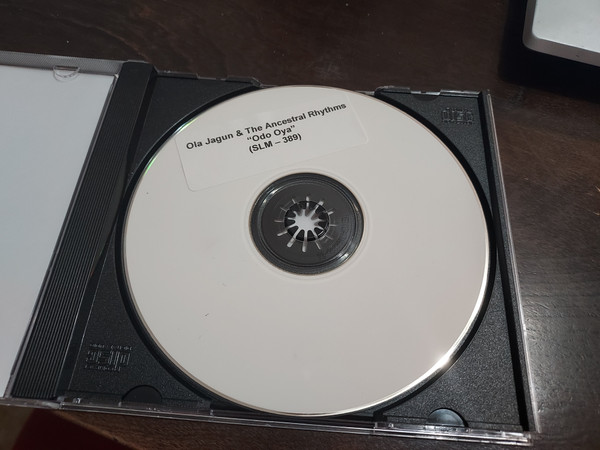 Ola Jagun & The Ancestral Rhythms
"Odo Oya"
(SLM – 389)